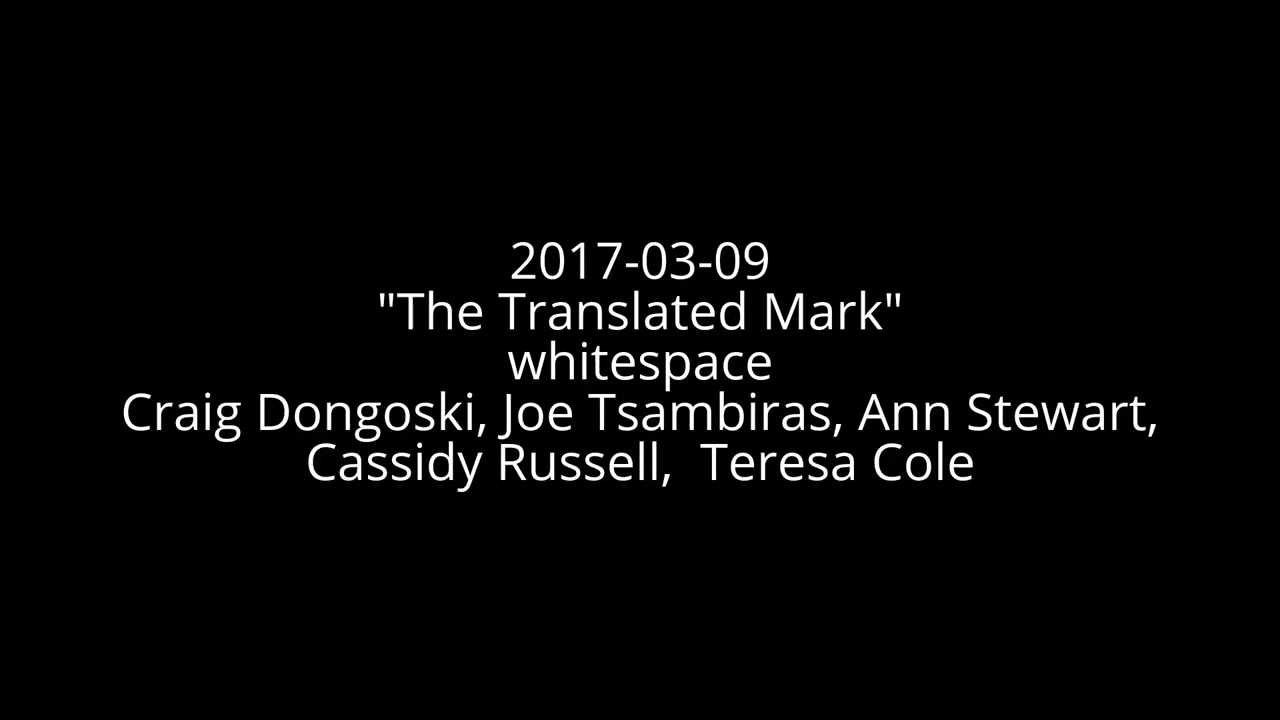 2017-03-09
"The Translated Mark"
whitespace
Craig Dongoski, Joe Tsambiras, Ann Stewart,
Cassidy Russell,  Teresa Cole